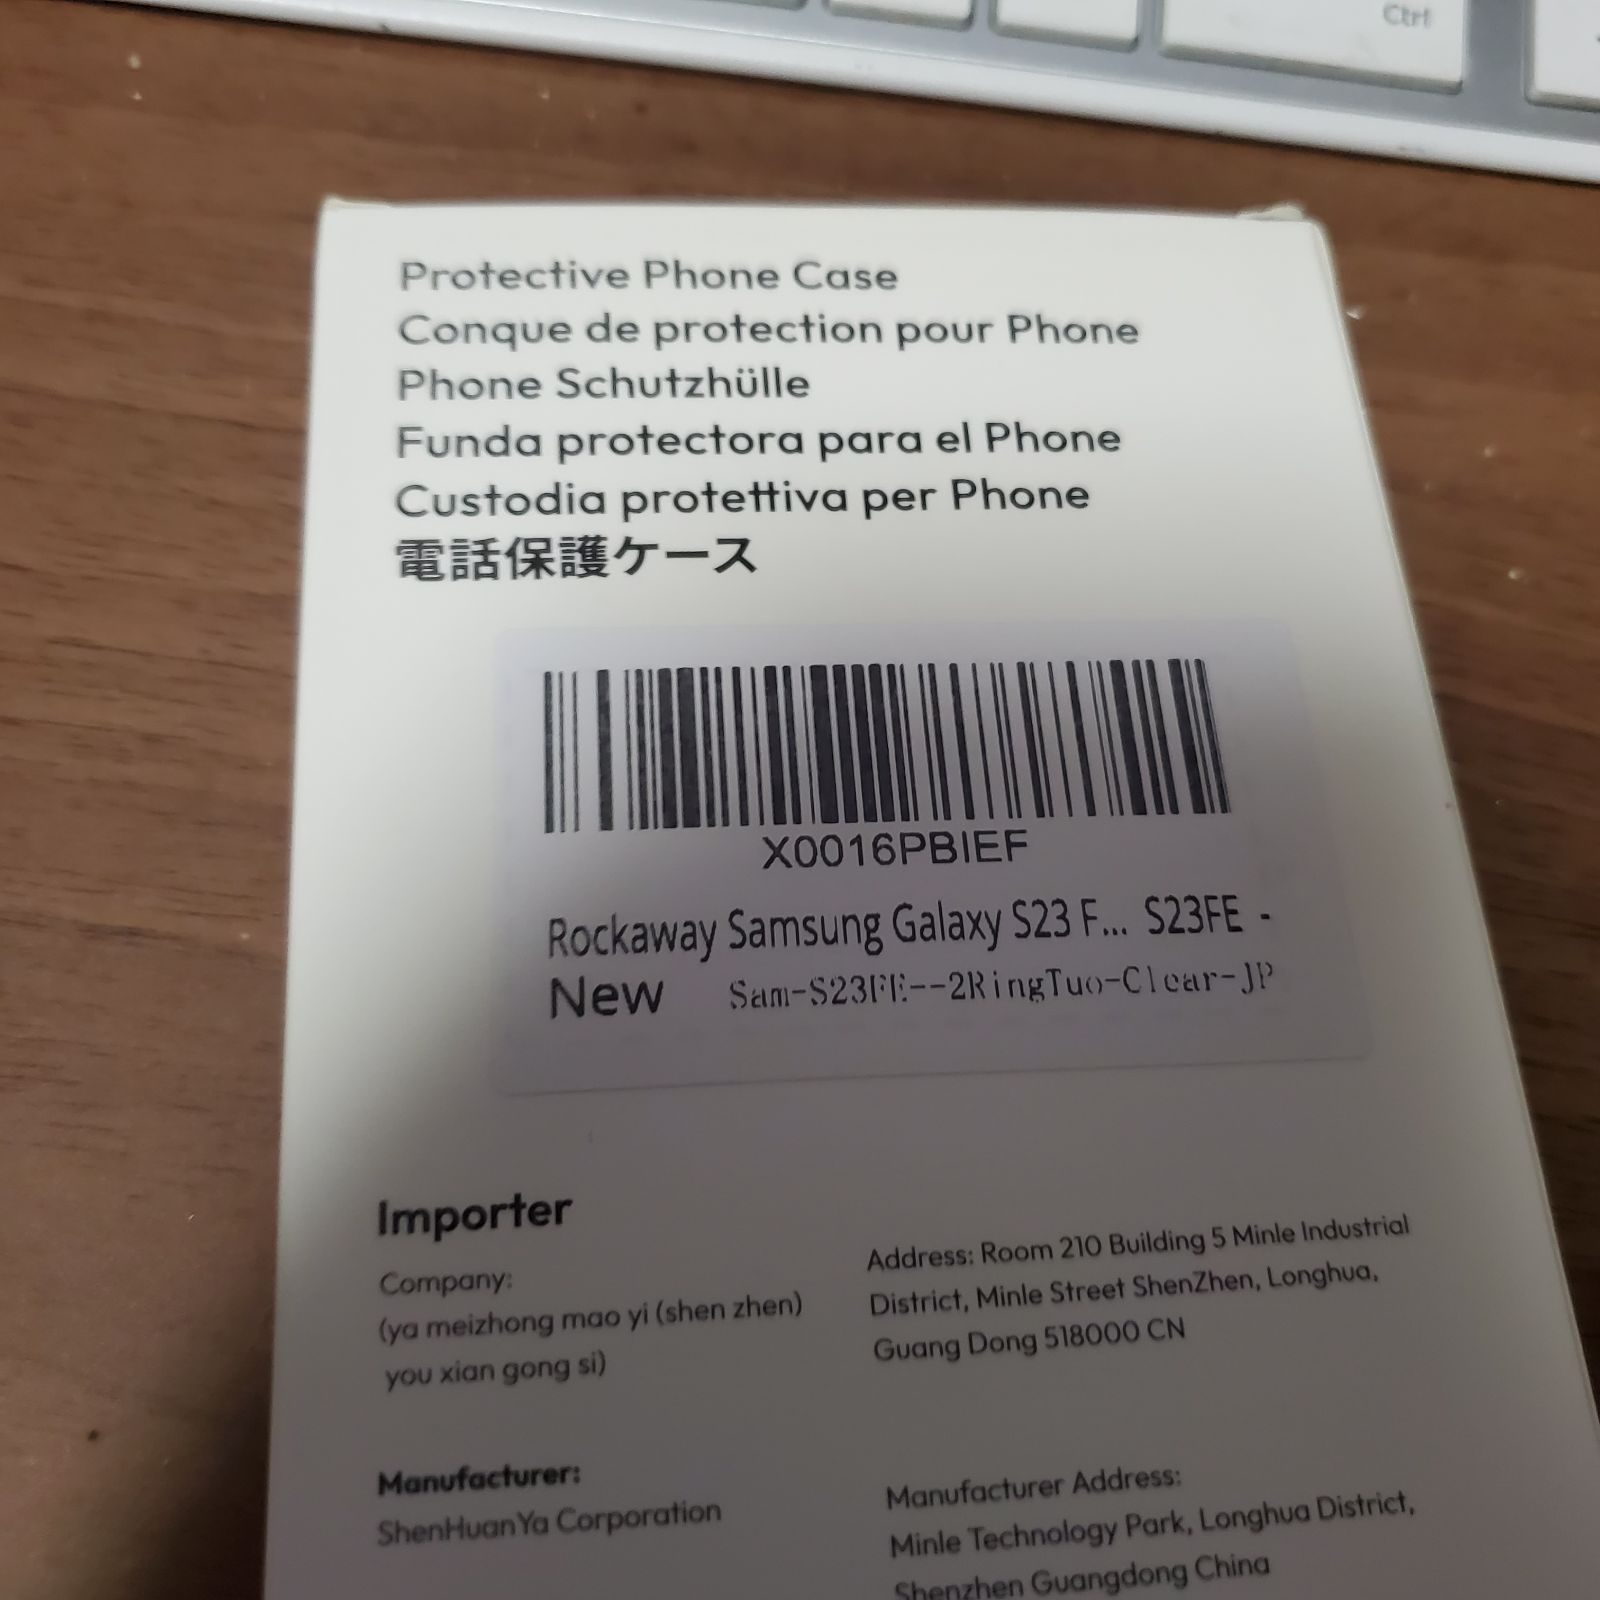 Ctrl
Protective Phone Case
Conque de protection pour Phone
Phone Schutzhülle
Funda protectora para el Phone
Custodia protettiva per Phone
電話保護ケース
X0016PBIEF
Rockaway Samsung Galaxy S23 F... S23FE -
New Sam-S23FE--2RingTuo-Clear-JP
Importer
Company:
(ya meizhong mao yi (shen zhen)
you xian gong si)
Address: Room 210 Building 5 Minle Industrial
District, Minle Street ShenZhen, Longhua,
Guang Dong 518000 CN
Manufacturer:
ShenHuanYa Corporation
Manufacturer Address:
Minle Technology Park, Longhua District,
Shenzhen Guangdong China